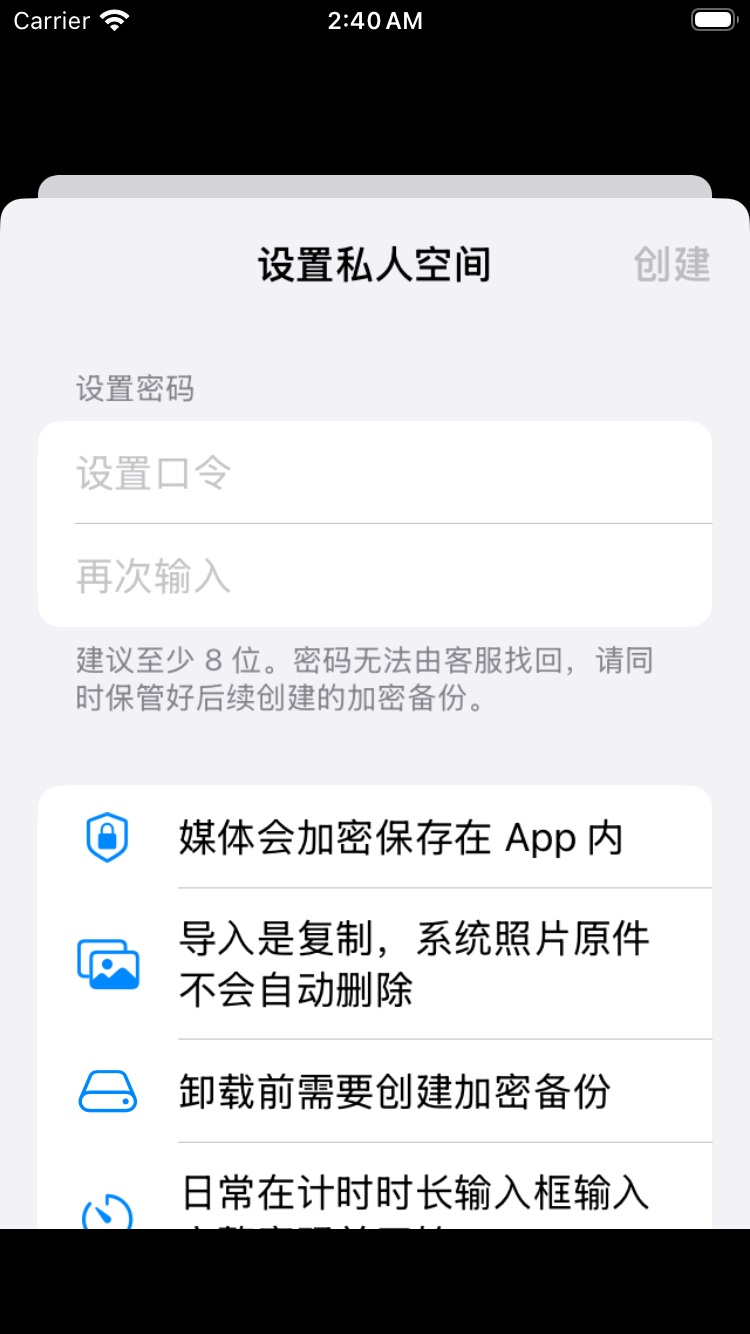 Carrier 2:40 AM
设置私人空间 创建
设置密码
设置口令
再次输入
建议至少 8 位。密码无法由客服找回，请同
时保管好后续创建的加密备份。
媒体会加密保存在 App 内
导入是复制，系统照片原件
不会自动删除
卸载前需要创建加密备份
日常在计时时长输入框输入